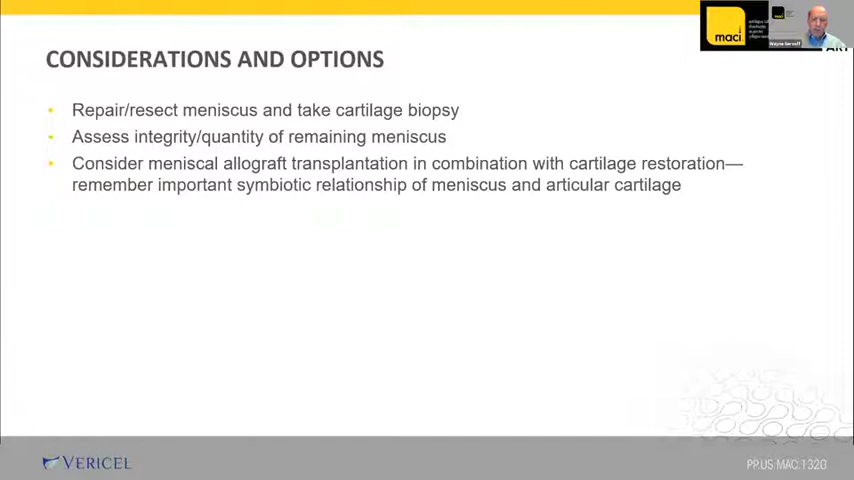 maci
Wayne Gersoff
CONSIDERATIONS AND OPTIONS
• Repair/resect meniscus and take cartilage biopsy
• Assess integrity/quantity of remaining meniscus
• Consider meniscal allograft transplantation in combination with cartilage restoration—
remember important symbiotic relationship of meniscus and articular cartilage
VERICEL
PP.US.MAC.1320